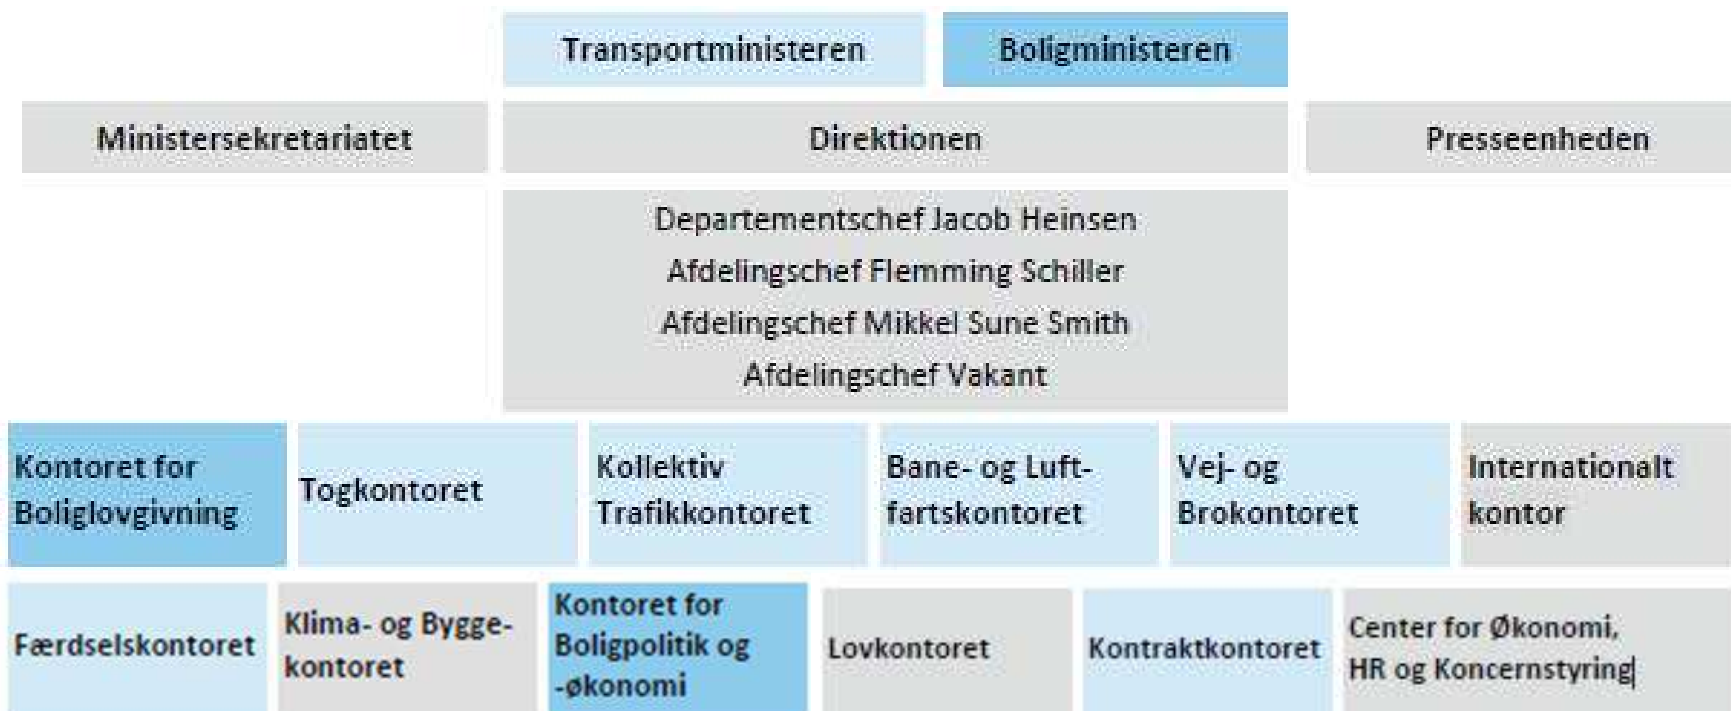 Transportministeren
Boligministeren
Ministersekretariatet
Direktionen
Presseenheden
Departementschef Jacob Heinsen
Afdelingschef Flemming Schiller
Afdelingschef Mikkel Sune Smith
Afdelingschef Vakant
Kontoret for
Boliglovgivning
Togkontoret
Kollektiv
Trafikkontoret
Bane- og Luft-
fartskontoret
Vej- og
Brokontoret
Internationalt
kontor
Færdselskontoret
Klima- og Bygge-
kontoret
Kontoret for
Boligpolitik og
-økonomi
Lovkontoret
Kontraktkontoret
Center for Økonomi,
HR og Koncernstyring